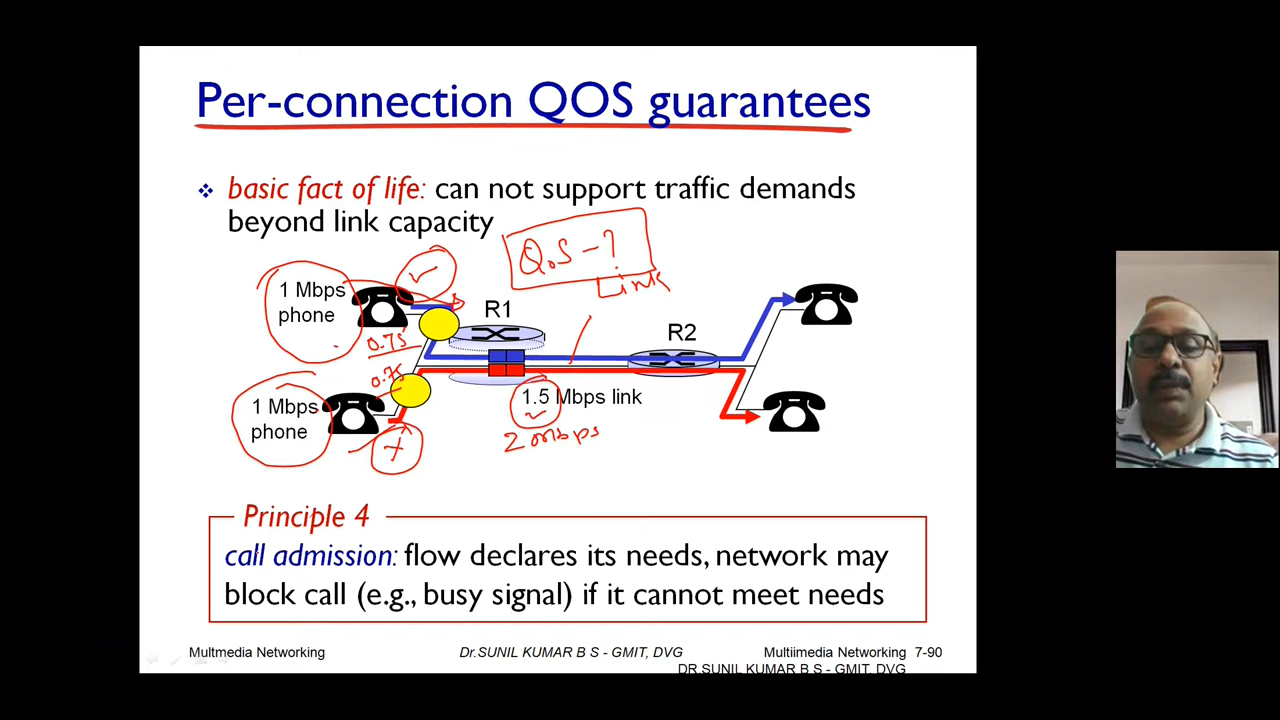 Per-connection QOS guarantees
❖ basic fact of life: can not support traffic demands
beyond link capacity
QoS - ?
Link
1 Mbps
phone
R1
R2
0.75
0.75
1 Mbps
phone
1.5 Mbps link
2 mbps
Principle 4
call admission: flow declares its needs, network may
block call (e.g., busy signal) if it cannot meet needs
Multmedia Networking
Dr.SUNIL KUMAR B S - GMIT, DVG
Multiimedia Networking 7-90
DR.SUNIL KUMAR B S - GMIT, DVG